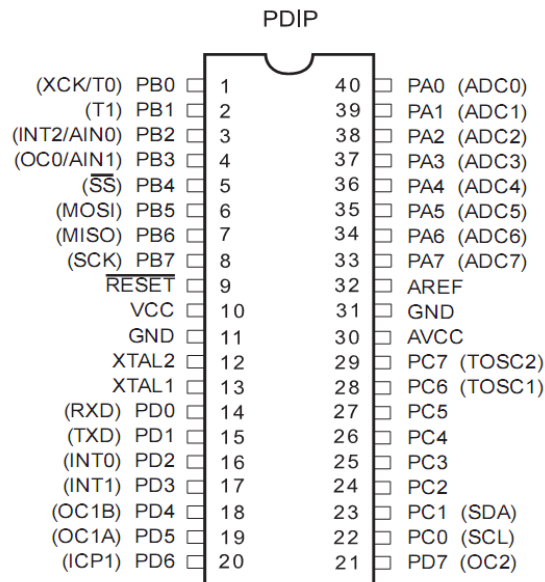 PDIP
(XCK/T0) PB0 1 40 PA0 (ADC0)
(T1) PB1 2 39 PA1 (ADC1)
(INT2/AIN0) PB2 3 38 PA2 (ADC2)
(OC0/AIN1) PB3 4 37 PA3 (ADC3)
(S̅S̅) PB4 5 36 PA4 (ADC4)
(MOSI) PB5 6 35 PA5 (ADC5)
(MISO) PB6 7 34 PA6 (ADC6)
(SCK) PB7 8 33 PA7 (ADC7)
R̅E̅S̅E̅T̅ 9 32 AREF
VCC 10 31 GND
GND 11 30 AVCC
XTAL2 12 29 PC7 (TOSC2)
XTAL1 13 28 PC6 (TOSC1)
(RXD) PD0 14 27 PC5
(TXD) PD1 15 26 PC4
(INT0) PD2 16 25 PC3
(INT1) PD3 17 24 PC2
(OC1B) PD4 18 23 PC1 (SDA)
(OC1A) PD5 19 22 PC0 (SCL)
(ICP1) PD6 20 21 PD7 (OC2)